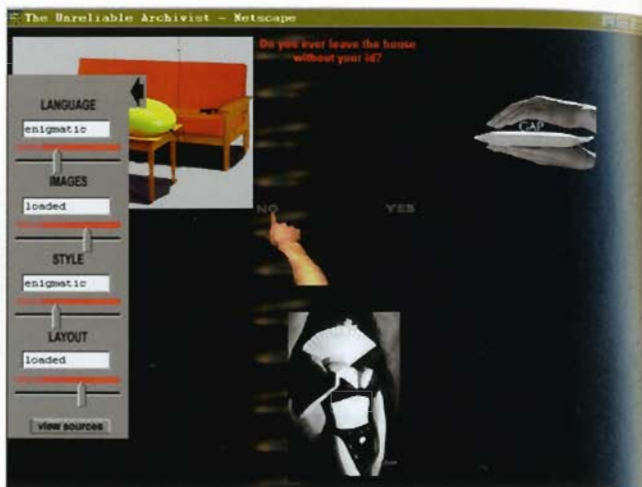 The Unreliable Archivist - Netscape
Do you ever leave the house
without your id?
LANGUAGE
enigmatic
IMAGES
loaded
STYLE
enigmatic
LAYOUT
loaded
view sources
GAP
NO
YES